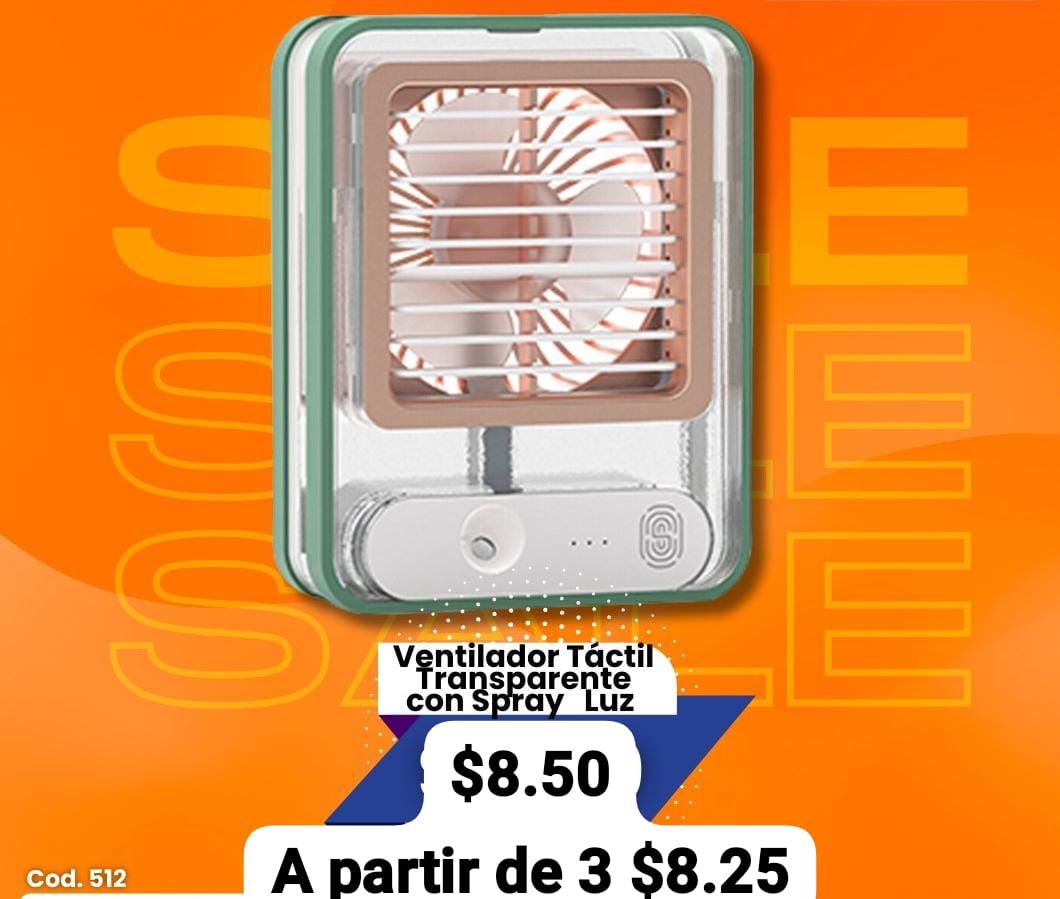 SALE
SALE
SALE
Ventilador Táctil
Transparente
con Spray Luz
$8.50
A partir de 3 $8.25
Cod. 512